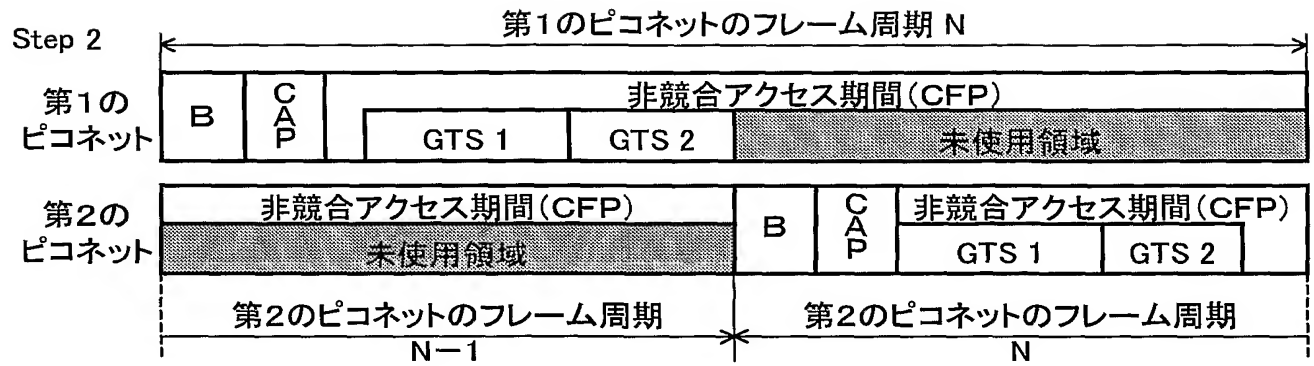 Step 2
第1のピコネットのフレーム周期 N
第1の
ピコネット
B
CAP
非競合アクセス期間(CFP)
GTS 1
GTS 2
未使用領域
第2の
ピコネット
非競合アクセス期間(CFP)
未使用領域
B
CAP
非競合アクセス期間(CFP)
GTS 1
GTS 2
第2のピコネットのフレーム周期
N－1
第2のピコネットのフレーム周期
N